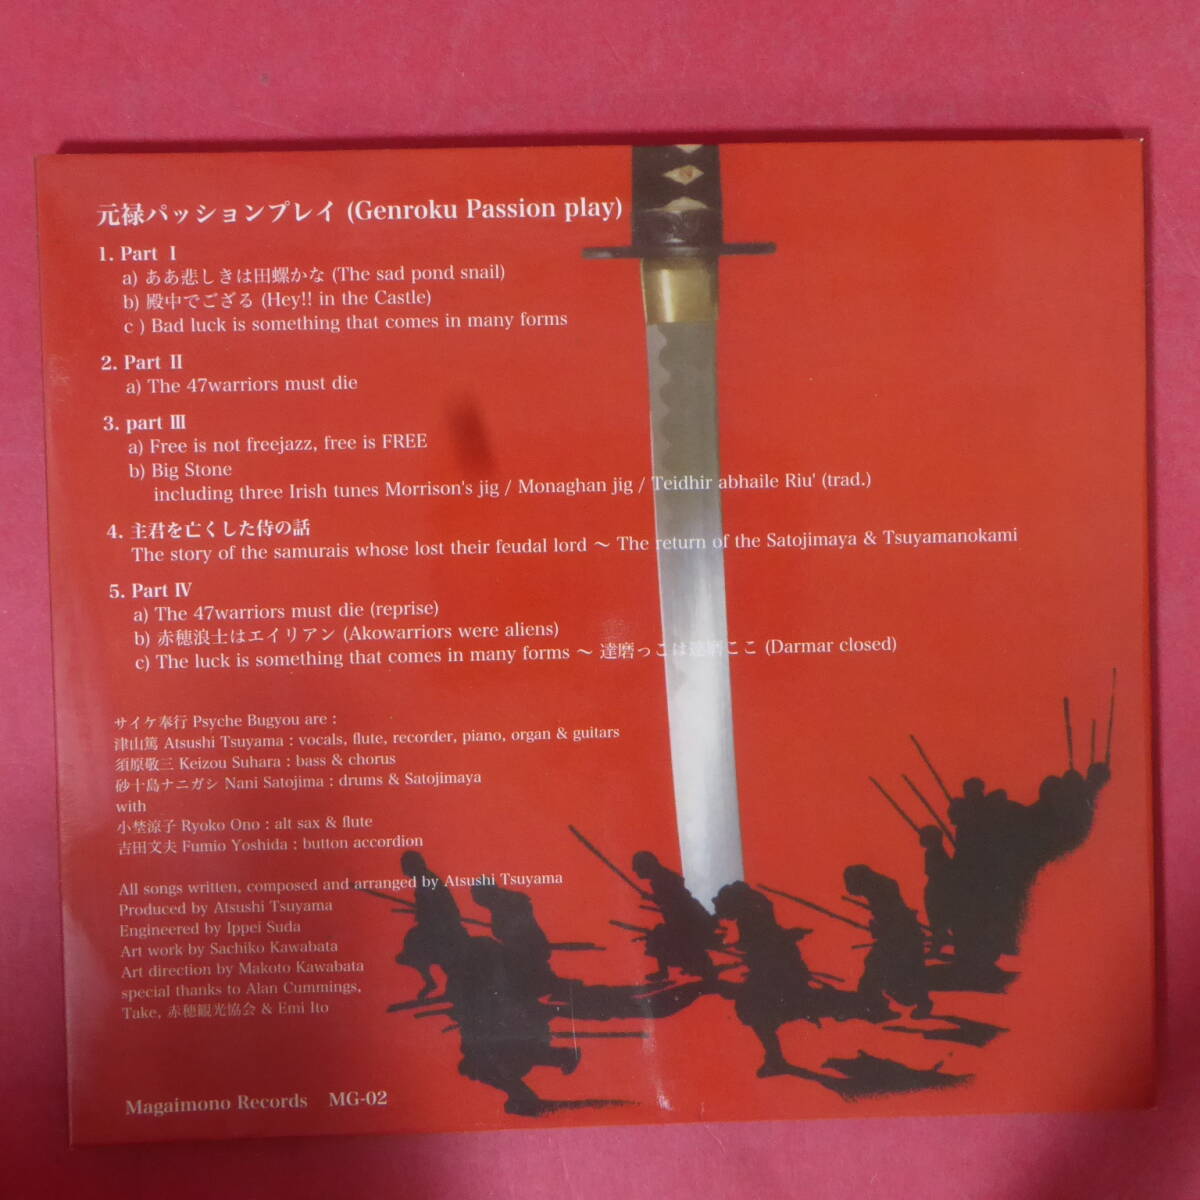 元禄パッションプレイ (Genroku Passion play)
1. Part Ⅰ
a) ああ悲しきは田螺かな (The sad pond snail)
b) 殿中でござる (Hey!! in the Castle)
c ) Bad luck is something that comes in many forms
2. Part Ⅱ
a) The 47warriors must die
3. part Ⅲ
a) Free is not freejazz, free is FREE
b) Big Stone
including three Irish tunes Morrison's jig / Monaghan jig / Teidhir abhaile Riu' (trad.)
4. 主君を亡くした侍の話
The story of the samurais whose lost their feudal lord 〜 The return of the Satojimaya & Tsuyamanokami
5. Part Ⅳ
a) The 47warriors must die (reprise)
b) 赤穂浪士はエイリアン (Akowarriors were aliens)
c) The luck is something that comes in many forms 〜 達磨っこは達磨ここ (Darmar closed)
サイケ奉行 Psyche Bugyou are :
津山篤 Atsushi Tsuyama : vocals, flute, recorder, piano, organ & guitars
須原敬三 Keizou Suhara : bass & chorus
砂十島ナニガシ Nani Satojima : drums & Satojimaya
with
小埜涼子 Ryoko Ono : alt sax & flute
吉田文夫 Fumio Yoshida : button accordion
All songs written, composed and arranged by Atsushi Tsuyama
Produced by Atsushi Tsuyama
Engineered by Ippei Suda
Art work by Sachiko Kawabata
Art direction by Makoto Kawabata
special thanks to Alan Cummings,
Take, 赤穂観光協会 & Emi Ito
Magaimono Records MG-02